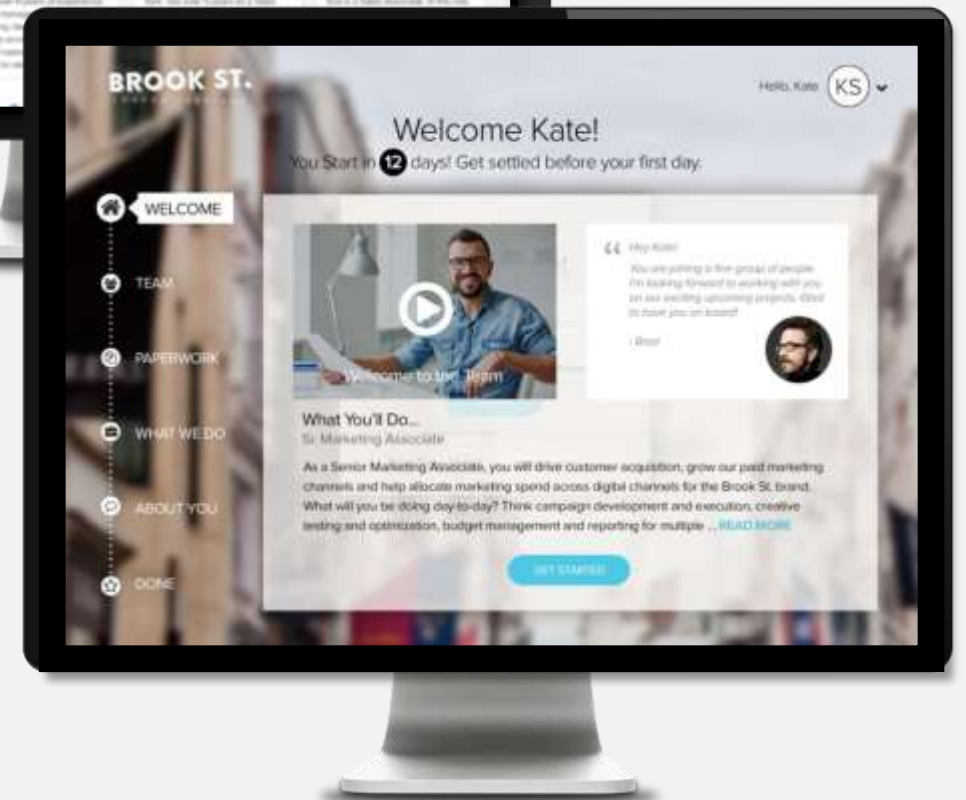 BROOK ST.
Hello, Kate
KS
Welcome Kate!
You Start in 12 days! Get settled before your first day.
WELCOME
TEAM
PAPERWORK
WHAT WE DO
ABOUT YOU
DONE
Welcome to the Team
“ Hey Kate!
You are joining a fine group of people.
I'm looking forward to working with you
on our exciting upcoming projects. Glad
to have you on board!
What You'll Do...
Sr. Marketing Associate
As a Senior Marketing Associate, you will drive customer acquisition, grow our paid marketing
channels and help allocate marketing spend across digital channels for the Brook St. brand.
What will you be doing day-to-day? Think campaign development and execution, creative
testing and optimization, budget management and reporting for multiple ... READ MORE
GET STARTED